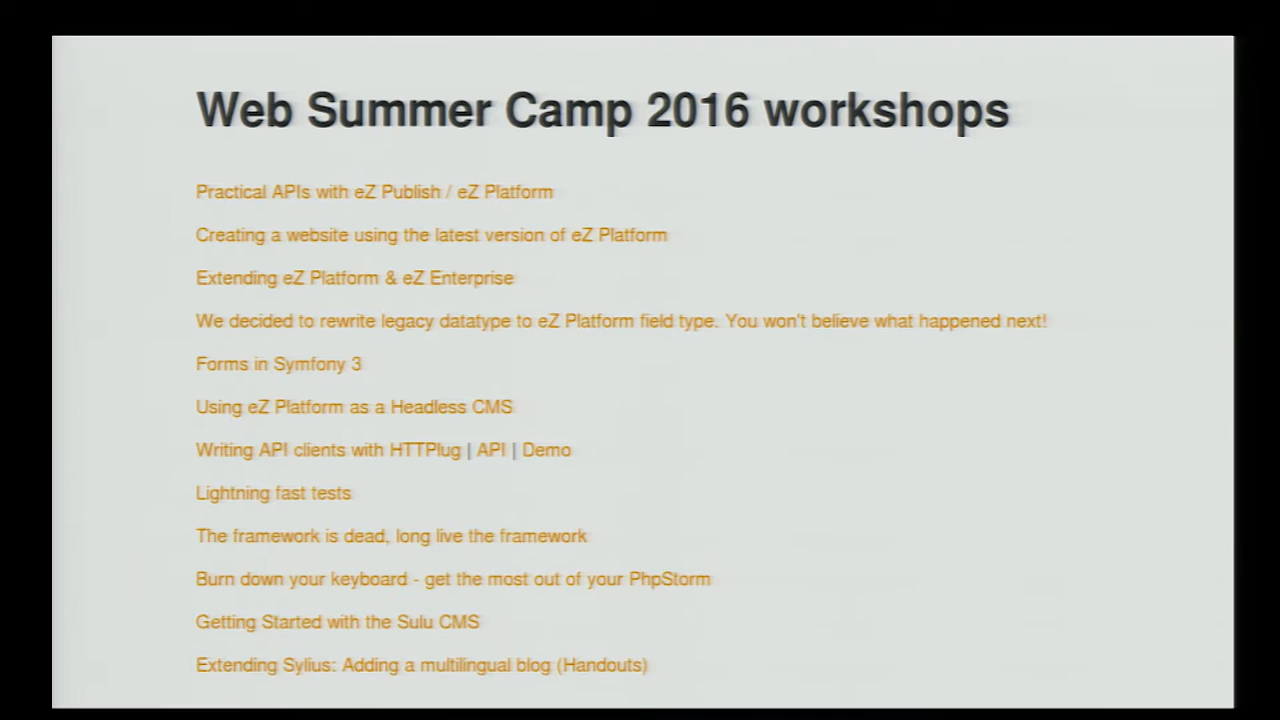 Web Summer Camp 2016 workshops
Practical APIs with eZ Publish / eZ Platform
Creating a website using the latest version of eZ Platform
Extending eZ Platform & eZ Enterprise
We decided to rewrite legacy datatype to eZ Platform field type. You won't believe what happened next!
Forms in Symfony 3
Using eZ Platform as a Headless CMS
Writing API clients with HTTPlug | API | Demo
Lightning fast tests
The framework is dead, long live the framework
Burn down your keyboard - get the most out of your PhpStorm
Getting Started with the Sulu CMS
Extending Sylius: Adding a multilingual blog (Handouts)